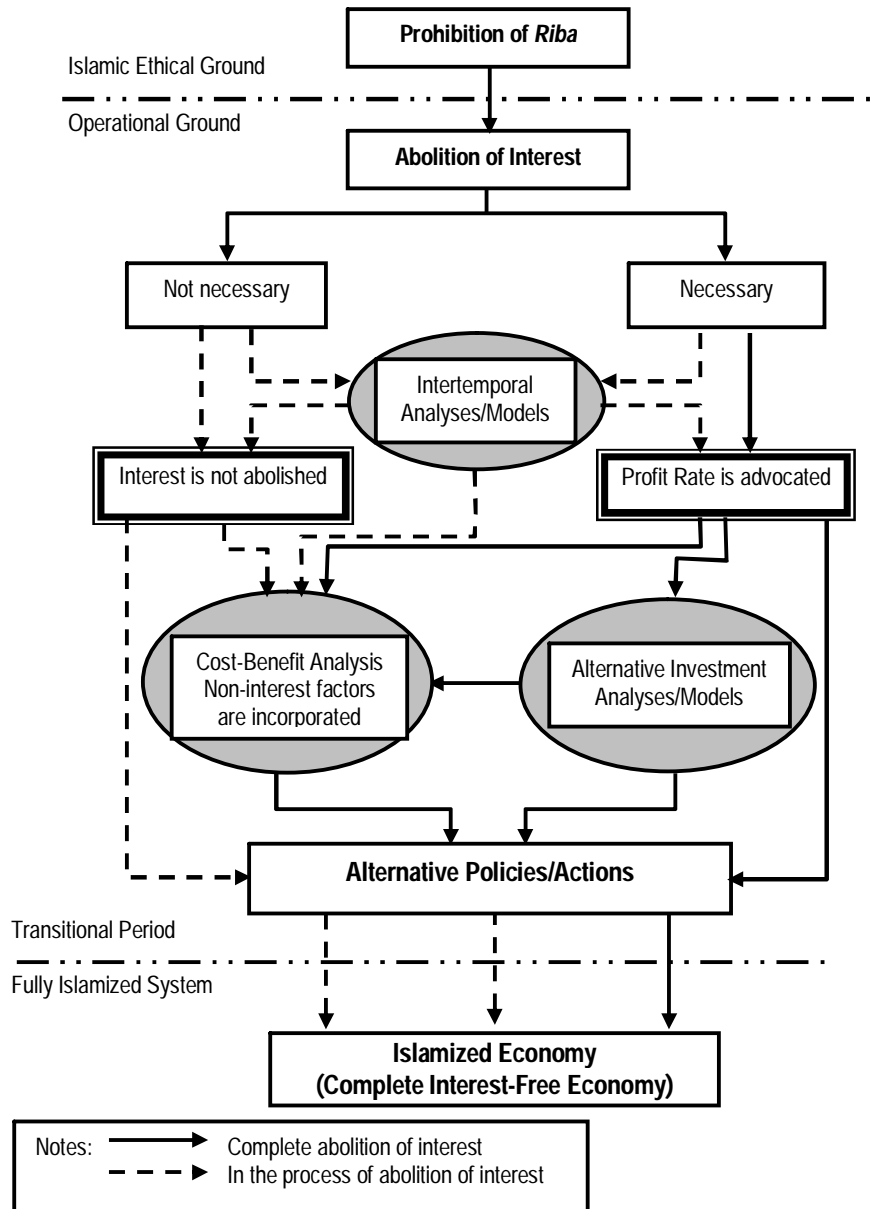 Prohibition of Riba
Islamic Ethical Ground
Operational Ground
Abolition of Interest
Not necessary
Necessary
Intertemporal
Analyses/Models
Interest is not abolished
Profit Rate is advocated
Cost-Benefit Analysis
Non-interest factors
are incorporated
Alternative Investment
Analyses/Models
Alternative Policies/Actions
Transitional Period
Fully Islamized System
Islamized Economy
(Complete Interest-Free Economy)
Notes: Complete abolition of interest
In the process of abolition of interest